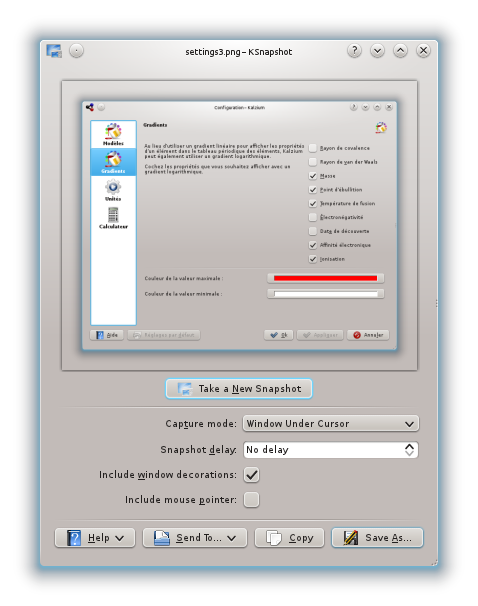 settings3.png – KSnapshot
Configuration – Kalzium
Modèles
Gradients
Unités
Calculateur
Gradients
Au lieu d'utiliser un gradient linéaire pour afficher les propriétés
d'un élément dans le tableau périodique des éléments, Kalzium
peut également utiliser un gradient logarithmique.
Cochez les propriétés que vous souhaitez afficher avec un
gradient logarithmique.
Rayon de covalence
Rayon de van der Waals
Masse
Point d'ébullition
Température de fusion
Électronégativité
Date de découverte
Affinité électronique
Ionisation
Couleur de la valeur maximale :
Couleur de la valeur minimale :
Aide
Réglages par défaut
Ok
Appliquer
Annuler
Take a New Snapshot
Capture mode: Window Under Cursor
Snapshot delay: No delay
Include window decorations:
Include mouse pointer:
Help
Send To...
Copy
Save As...